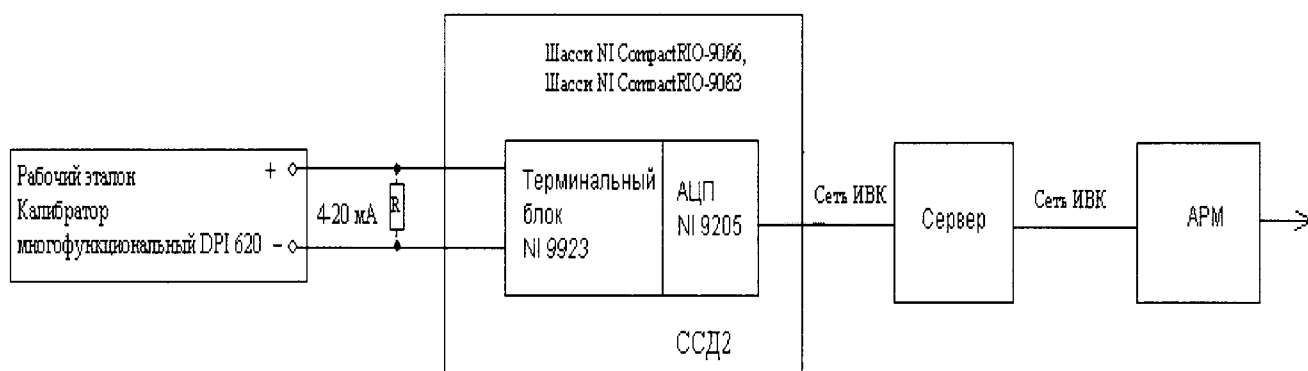 Шасси NI CompactRIO-9066,
Шасси NI CompactRIO-9063
Рабочий эталон
Калибратор
многофункциональный DPI 620
+
-
4-20 мА
R
Терминальный
блок
NI 9923
АЦП
NI 9205
ССД2
Сеть ИВК
Сервер
Сеть ИВК
АРМ